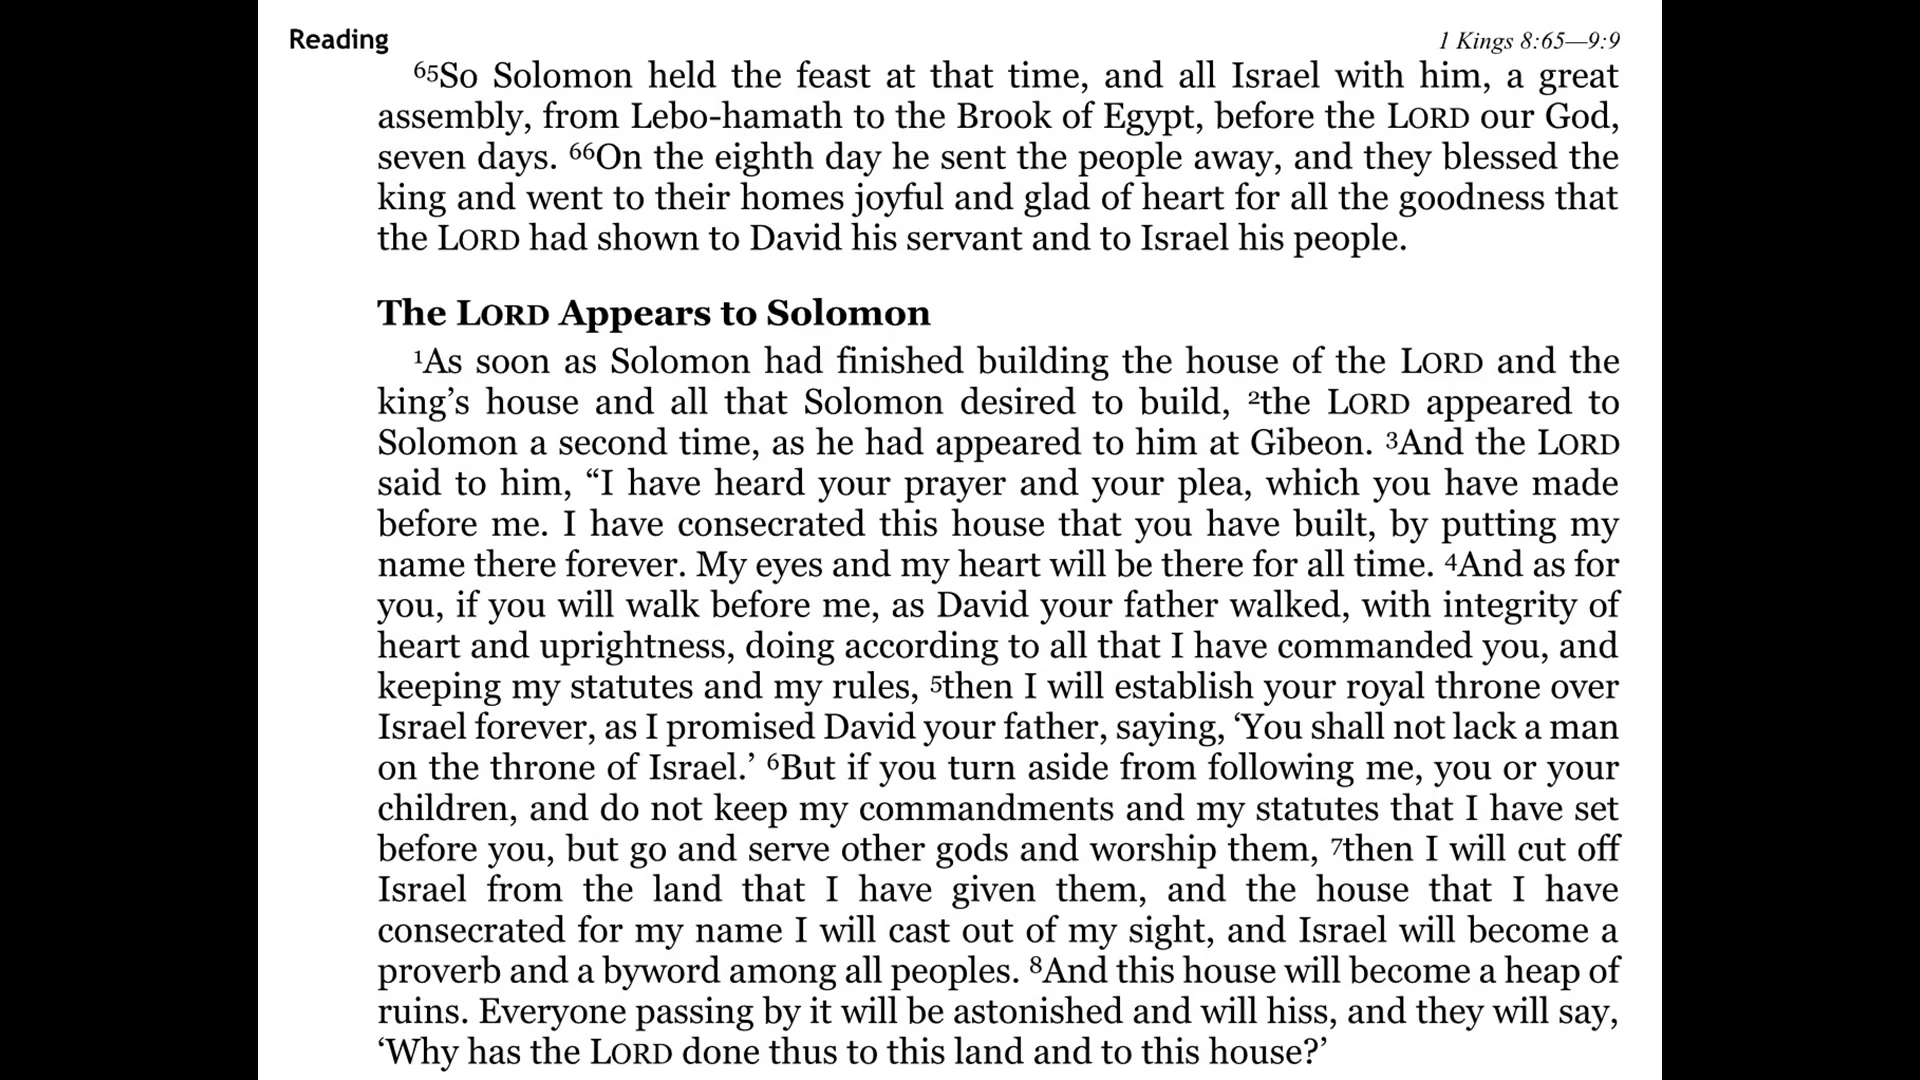 Reading
1 Kings 8:65—9:9
65So Solomon held the feast at that time, and all Israel with him, a great
assembly, from Lebo-hamath to the Brook of Egypt, before the LORD our God,
seven days. 66On the eighth day he sent the people away, and they blessed the
king and went to their homes joyful and glad of heart for all the goodness that
the LORD had shown to David his servant and to Israel his people.
The LORD Appears to Solomon
1As soon as Solomon had finished building the house of the LORD and the
king’s house and all that Solomon desired to build, 2the LORD appeared to
Solomon a second time, as he had appeared to him at Gibeon. 3And the LORD
said to him, “I have heard your prayer and your plea, which you have made
before me. I have consecrated this house that you have built, by putting my
name there forever. My eyes and my heart will be there for all time. 4And as for
you, if you will walk before me, as David your father walked, with integrity of
heart and uprightness, doing according to all that I have commanded you, and
keeping my statutes and my rules, 5then I will establish your royal throne over
Israel forever, as I promised David your father, saying, ‘You shall not lack a man
on the throne of Israel.’ 6But if you turn aside from following me, you or your
children, and do not keep my commandments and my statutes that I have set
before you, but go and serve other gods and worship them, 7then I will cut off
Israel from the land that I have given them, and the house that I have
consecrated for my name I will cast out of my sight, and Israel will become a
proverb and a byword among all peoples. 8And this house will become a heap of
ruins. Everyone passing by it will be astonished and will hiss, and they will say,
‘Why has the LORD done thus to this land and to this house?’